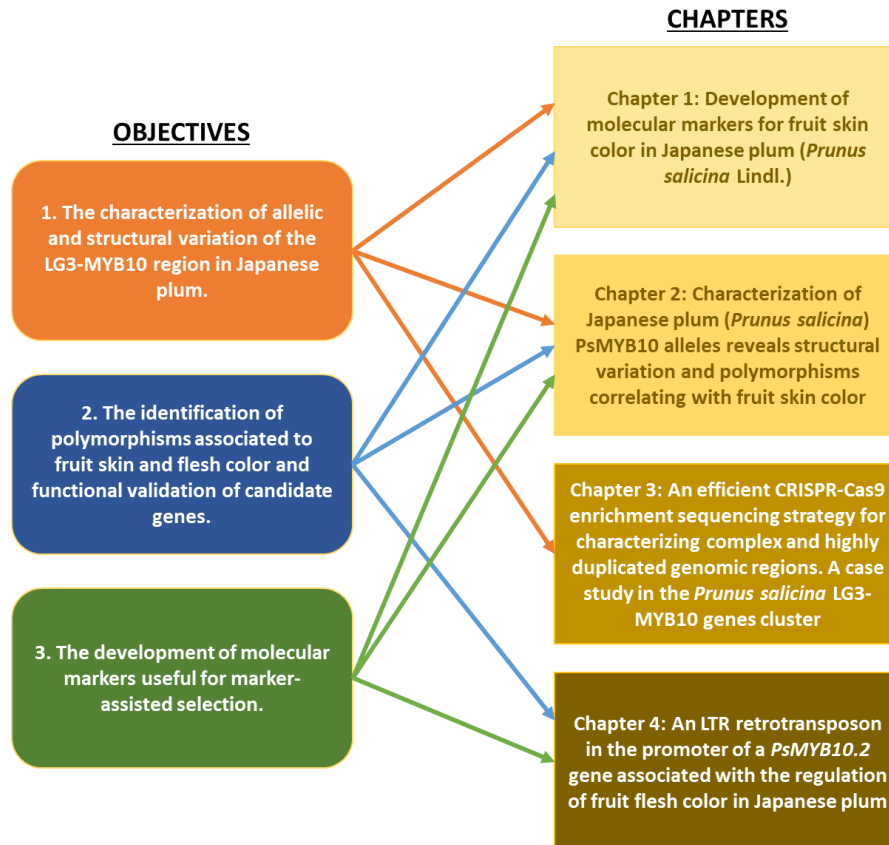 OBJECTIVES
1. The characterization of allelic
and structural variation of the
LG3-MYB10 region in Japanese
plum.
2. The identification of
polymorphisms associated to
fruit skin and flesh color and
functional validation of candidate
genes.
3. The development of molecular
markers useful for marker-
assisted selection.
CHAPTERS
Chapter 1: Development of
molecular markers for fruit skin
color in Japanese plum (Prunus
salicina Lindl.)
Chapter 2: Characterization of
Japanese plum (Prunus salicina)
PsMYB10 alleles reveals structural
variation and polymorphisms
correlating with fruit skin color
Chapter 3: An efficient CRISPR-Cas9
enrichment sequencing strategy for
characterizing complex and highly
duplicated genomic regions. A case
study in the Prunus salicina LG3-
MYB10 genes cluster
Chapter 4: An LTR retrotransposon
in the promoter of a PsMYB10.2
gene associated with the regulation
of fruit flesh color in Japanese plum